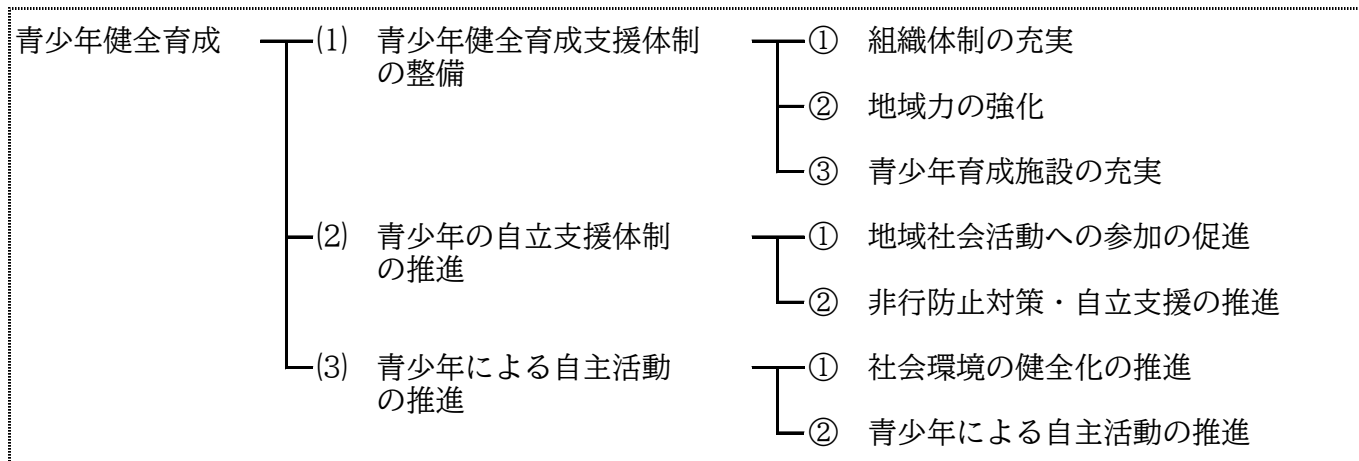 青少年健全育成 ⑴ 青少年健全育成支援体制 ① 組織体制の充実
の整備
② 地域力の強化
③ 青少年育成施設の充実
⑵ 青少年の自立支援体制 ① 地域社会活動への参加の促進
の推進
② 非行防止対策・自立支援の推進
⑶ 青少年による自主活動 ① 社会環境の健全化の推進
の推進
② 青少年による自主活動の推進